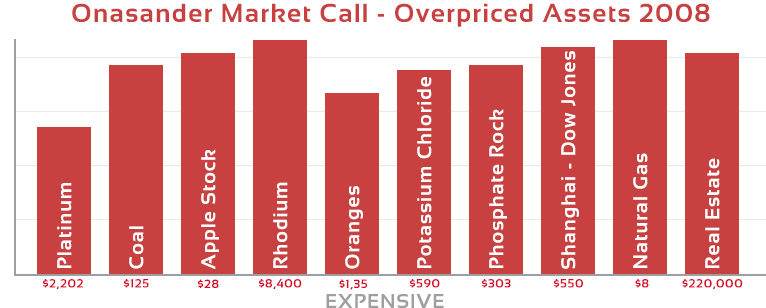 Onasander Market Call - Overpriced Assets 2008
Platinum
Coal
Apple Stock
Rhodium
Oranges
Potassium Chloride
Phosphate Rock
Shanghai - Dow Jones
Natural Gas
Real Estate
$2,202
$125
$28
$8,400
$1,35
$590
$303
$550
$8
$220,000
EXPENSIVE